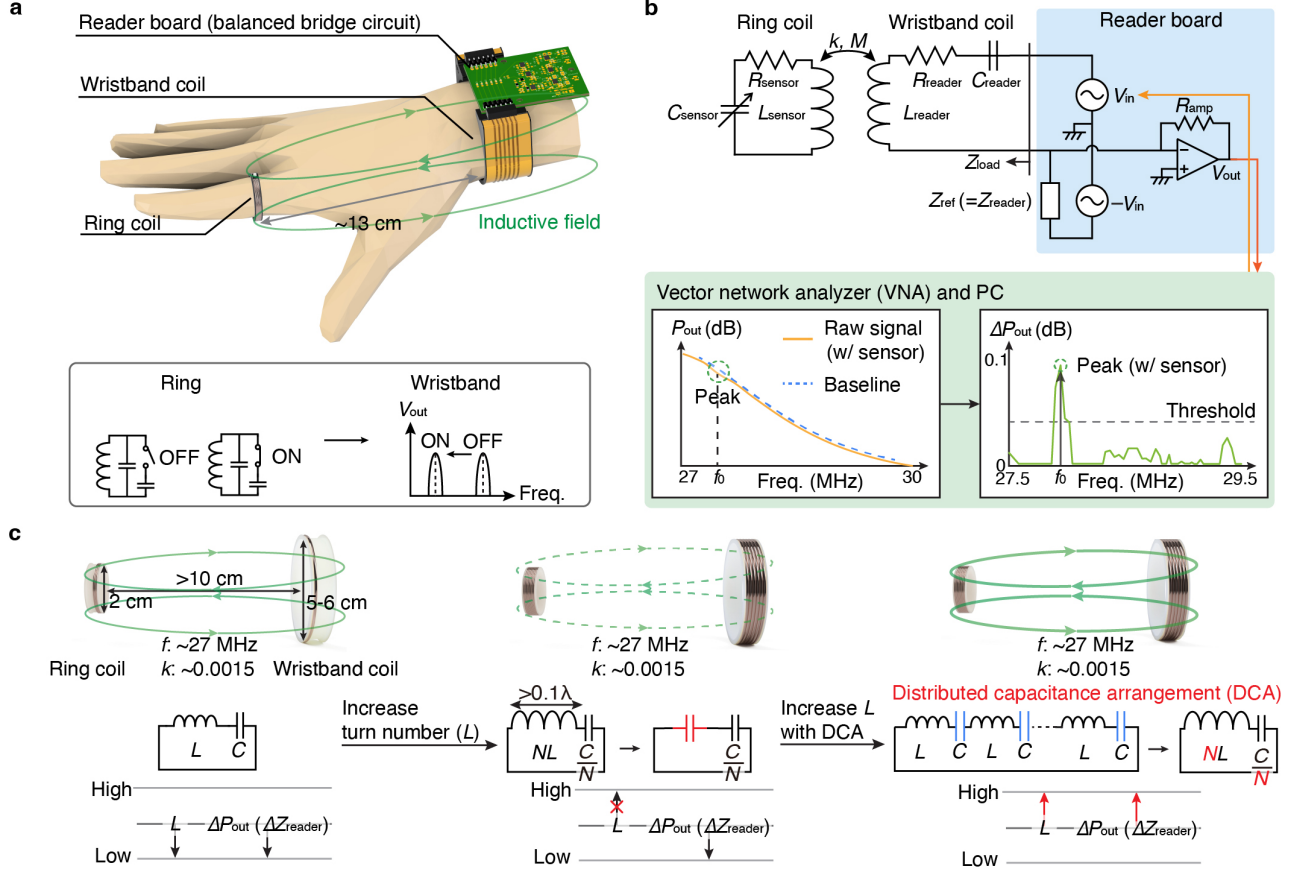 a
Reader board (balanced bridge circuit)
Wristband coil
Ring coil
~13 cm
Inductive field
Ring
Wristband
OFF
ON
Vout
ON
OFF
Freq.
b
Ring coil
Wristband coil
Reader board
k, M
Rsensor
Csensor
Lsensor
Rreader
Creader
Lreader
Vin
Ramp
Zload
Vout
Zref (=Zreader)
−Vin
−
+
Vector network analyzer (VNA) and PC
Pout (dB)
Raw signal
(w/ sensor)
Baseline
Peak
27
f0
Freq. (MHz)
30
ΔPout (dB)
0.1
Peak (w/ sensor)
Threshold
0
27.5
f0
Freq. (MHz)
29.5
c
>10 cm
2 cm
5-6 cm
f: ~27 MHz
k: ~0.0015
Ring coil
Wristband coil
f: ~27 MHz
k: ~0.0015
f: ~27 MHz
k: ~0.0015
L
C
High
L
ΔPout (ΔZreader)
Low
Increase
turn number (L)
>0.1λ
NL
C
N
C
N
High
L
ΔPout (ΔZreader)
Low
Increase L
with DCA
Distributed capacitance arrangement (DCA)
L
C
L
C
L
C
NL
C
N
High
L
ΔPout (ΔZreader)
Low